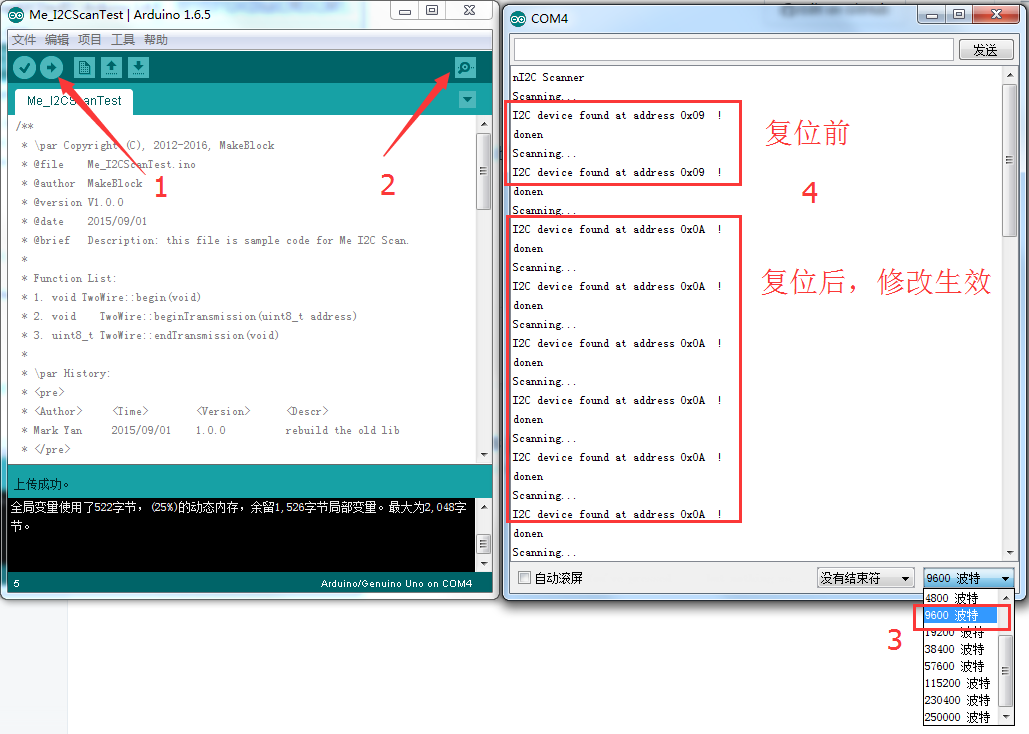 Me_I2CScanTest | Arduino 1.6.5
文件 编辑 项目 工具 帮助
Me_I2CScanTest
/**
* \par Copyright (C), 2012-2016, MakeBlock
* @file Me_I2CScanTest.ino
* @author MakeBlock
* @version V1.0.0
* @date 2015/09/01
* @brief Description: this file is sample code for Me I2C Scan.
*
* Function List:
* 1. void TwoWire::begin(void)
* 2. void TwoWire::beginTransmission(uint8_t address)
* 3. uint8_t TwoWire::endTransmission(void)
*
* \par History:
* <pre>
* <Author> <Time> <Version> <Descr>
* Mark Yan 2015/09/01 1.0.0 rebuild the old lib
* </pre>
上传成功。
全局变量使用了522字节，(25%)的动态内存，余留1,526字节局部变量。最大为2,048字
节。
5 Arduino/Genuino Uno on COM4
1
2
COM4
发送
nI2C Scanner
Scanning...
I2C device found at address 0x09 !
donen
Scanning...
I2C device found at address 0x09 !
donen
Scanning...
I2C device found at address 0x0A !
donen
Scanning...
I2C device found at address 0x0A !
donen
Scanning...
I2C device found at address 0x0A !
donen
Scanning...
I2C device found at address 0x0A !
donen
Scanning...
I2C device found at address 0x0A !
donen
Scanning...
I2C device found at address 0x0A !
donen
Scanning...
复位前
4
复位后，修改生效
自动滚屏 没有结束符 9600 波特
4800 波特
9600 波特
19200 波特
38400 波特
57600 波特
115200 波特
230400 波特
250000 波特
3